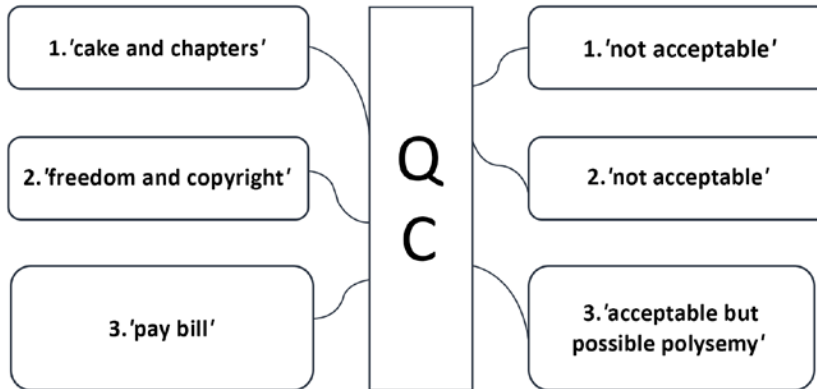 1.'cake and chapters'
2.'freedom and copyright'
3.'pay bill'
Q
C
1.'not acceptable'
2.'not acceptable'
3.'acceptable but
possible polysemy'